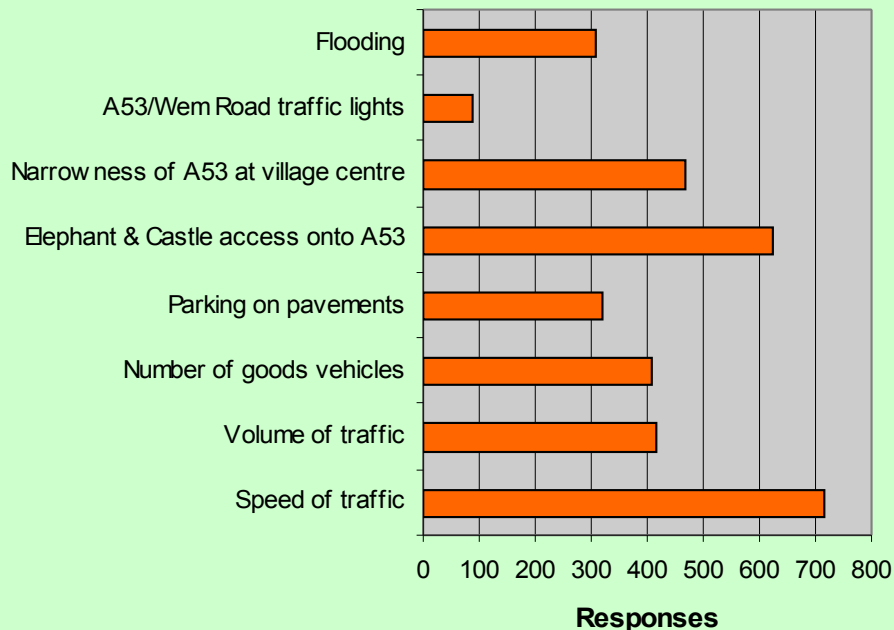 Flooding
A53/Wem Road traffic lights
Narrowness of A53 at village centre
Elephant & Castle access onto A53
Parking on pavements
Number of goods vehicles
Volume of traffic
Speed of traffic
0 100 200 300 400 500 600 700 800
Responses